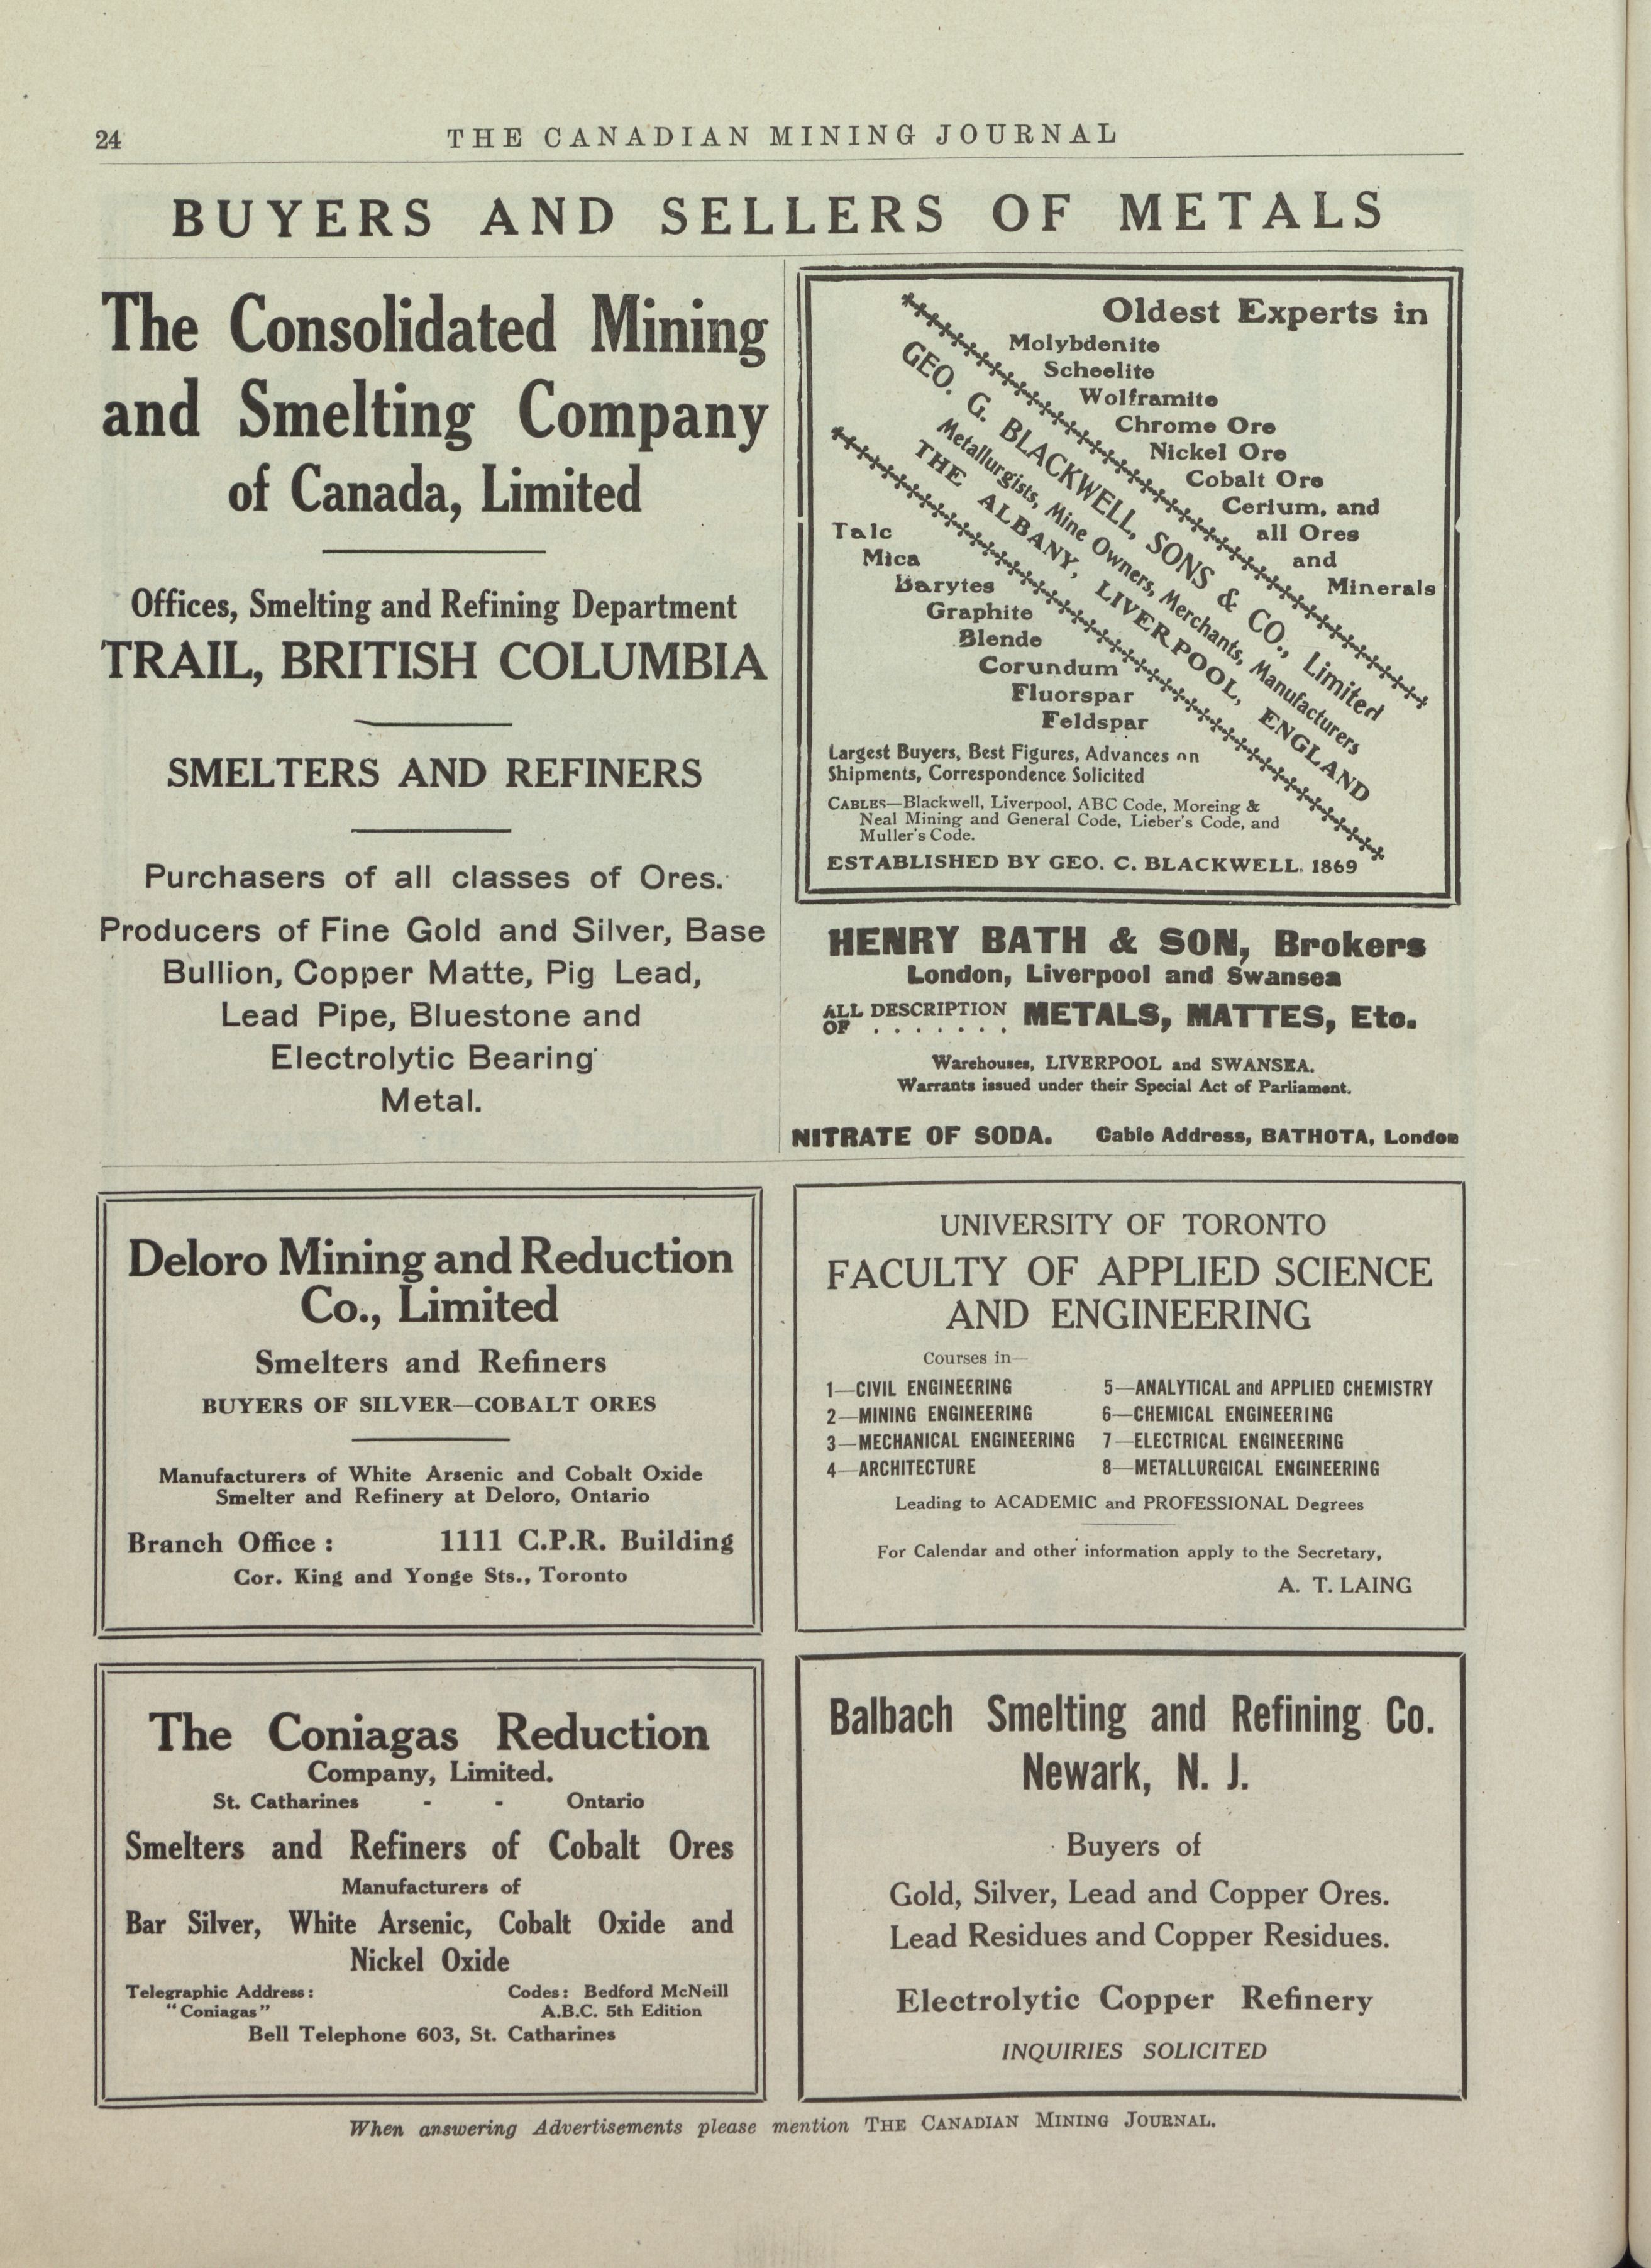 24
THE CANADIAN MINING JOURNAL
BUYERS AND SELLERS OF METALS
The Consolidated Mining
and Smelting Company
of Canada, Limited
Offices, Smelting and Refining Department
TRAIL, BRITISH COLUMBIA
SMELTERS AND REFINERS
Purchasers of all classes of Ores.
Producers of Fine Gold and Silver, Base
Bullion, Copper Matte, Pig Lead,
Lead Pipe, Bluestone and
Electrolytic Bearing
Metal.
Oldest Experts in
Molybdenite
Scheelite
Wolframite
Chrome Ore
Nickel Ore
Cobalt Ore
Cerium, and
all Ores
and
Minerals
GEO. G. BLACKWELL, SONS & CO., Limited
Metallurgists, Mine Owners, Merchants, Manufacturers
THE ALBANY, LIVERPOOL, ENGLAND
Talc
Mica
Barytes
Graphite
Blende
Corundum
Fluorspar
Feldspar
Largest Buyers, Best Figures, Advances on
Shipments, Correspondence Solicited
CABLES—Blackwell, Liverpool, ABC Code, Moreing &
Neal Mining and General Code, Lieber's Code, and
Muller's Code.
ESTABLISHED BY GEO. C. BLACKWELL, 1869
HENRY BATH & SON, Brokers
London, Liverpool and Swansea
ALL DESCRIPTION METALS, MATTES, Etc.
OF . . . . . . .
Warehouses, LIVERPOOL and SWANSEA.
Warrants issued under their Special Act of Parliament.
NITRATE OF SODA. Cable Address, BATHOTA, London
Deloro Mining and Reduction
Co., Limited
Smelters and Refiners
BUYERS OF SILVER—COBALT ORES
Manufacturers of White Arsenic and Cobalt Oxide
Smelter and Refinery at Deloro, Ontario
Branch Office: 1111 C.P.R. Building
Cor. King and Yonge Sts., Toronto
UNIVERSITY OF TORONTO
FACULTY OF APPLIED SCIENCE
AND ENGINEERING
Courses in—
1—CIVIL ENGINEERING 5—ANALYTICAL and APPLIED CHEMISTRY
2—MINING ENGINEERING 6—CHEMICAL ENGINEERING
3—MECHANICAL ENGINEERING 7—ELECTRICAL ENGINEERING
4—ARCHITECTURE 8—METALLURGICAL ENGINEERING
Leading to ACADEMIC and PROFESSIONAL Degrees
For Calendar and other information apply to the Secretary,
A. T. LAING
The Coniagas Reduction
Company, Limited.
St. Catharines - - Ontario
Smelters and Refiners of Cobalt Ores
Manufacturers of
Bar Silver, White Arsenic, Cobalt Oxide and
Nickel Oxide
Telegraphic Address: Codes: Bedford McNeill
"Coniagas" A.B.C. 5th Edition
Bell Telephone 603, St. Catharines
Balbach Smelting and Refining Co.
Newark, N. J.
Buyers of
Gold, Silver, Lead and Copper Ores.
Lead Residues and Copper Residues.
Electrolytic Copper Refinery
INQUIRIES SOLICITED
When answering Advertisements please mention THE CANADIAN MINING JOURNAL.